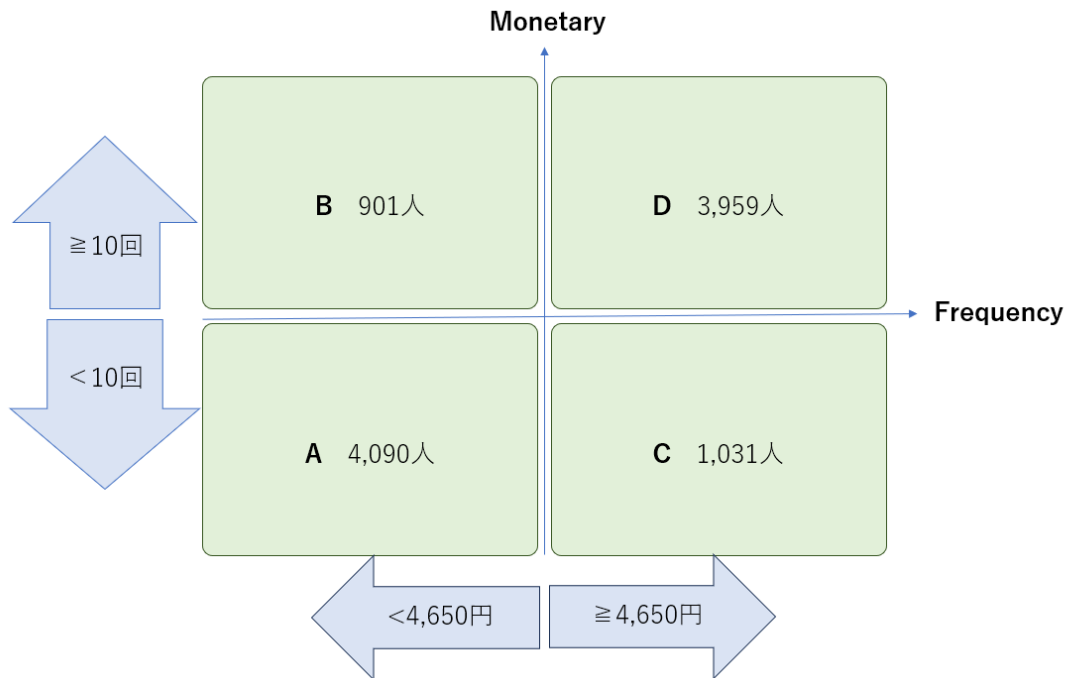 Monetary
B 901人
D 3,959人
≧10回
Frequency
<10回
A 4,090人
C 1,031人
<4,650円
≧4,650円